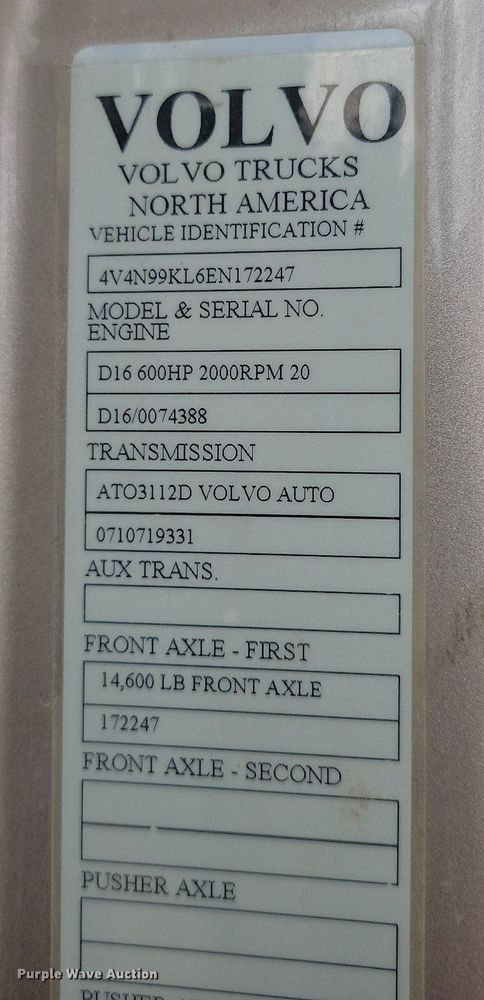 VOLVO
VOLVO TRUCKS
NORTH AMERICA
VEHICLE IDENTIFICATION #
4V4N99KL6EN172247
MODEL & SERIAL NO.
ENGINE
D16 600HP 2000RPM 20
D16/0074388
TRANSMISSION
ATO3112D VOLVO AUTO
0710719331
AUX TRANS.
FRONT AXLE - FIRST
14,600 LB FRONT AXLE
172247
FRONT AXLE - SECOND
PUSHER AXLE
Purple Wave Auction
PUSHER